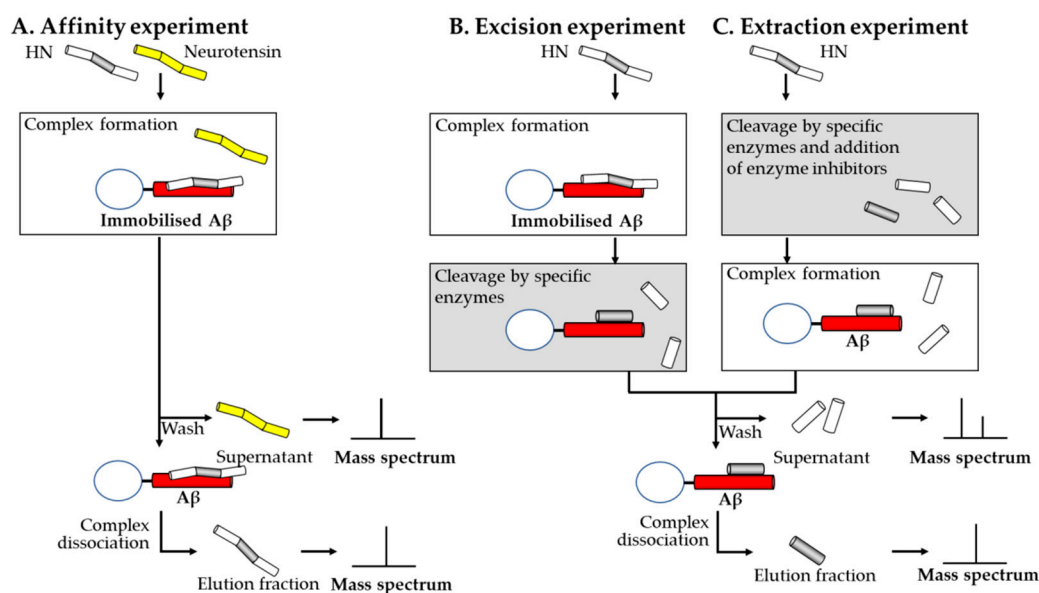 A. Affinity experiment
HN
Neurotensin
Complex formation
Immobilised Aβ
Wash
Supernatant
Mass spectrum
Aβ
Complex
dissociation
Elution fraction
Mass spectrum
B. Excision experiment
HN
Complex formation
Immobilised Aβ
Cleavage by specific
enzymes
C. Extraction experiment
HN
Cleavage by specific
enzymes and addition
of enzyme inhibitors
Complex formation
Aβ
Wash
Supernatant
Mass spectrum
Aβ
Complex
dissociation
Elution fraction
Mass spectrum